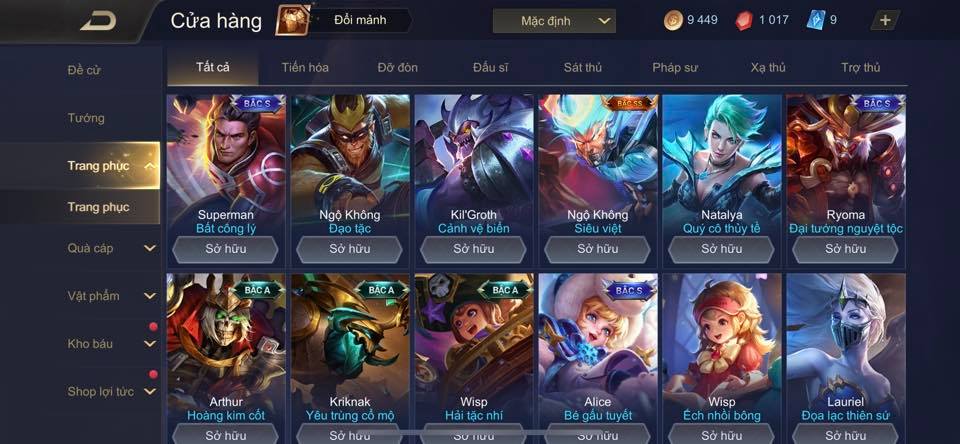 Cửa hàng
Đổi mảnh
Mặc định
9 449
1 017
9
Đề cử
Tướng
Trang phục
Trang phục
Quà cáp
Vật phẩm
Kho báu
Shop lợi tức
Tất cả
Tiến hóa
Đỡ đòn
Đấu sĩ
Sát thủ
Pháp sư
Xạ thủ
Trợ thủ
BẬC S
Superman
Bất công lý
Sở hữu
Ngộ Không
Đạo tặc
Sở hữu
Kil'Groth
Cảnh vệ biển
Sở hữu
BẬC SS
Ngộ Không
Siêu việt
Sở hữu
Natalya
Quý cô thủy tề
Sở hữu
BẬC S
Ryoma
Đại tướng nguyệt tộc
Sở hữu
BẬC A
Arthur
Hoàng kim cốt
Sở hữu
BẬC A
Kriknak
Yêu trùng cổ mộ
Sở hữu
BẬC A
Wisp
Hải tặc nhí
Sở hữu
BẬC S
Alice
Bé gấu tuyết
Sở hữu
Wisp
Ếch nhồi bông
Sở hữu
Lauriel
Đọa lạc thiên sứ
Sở hữu